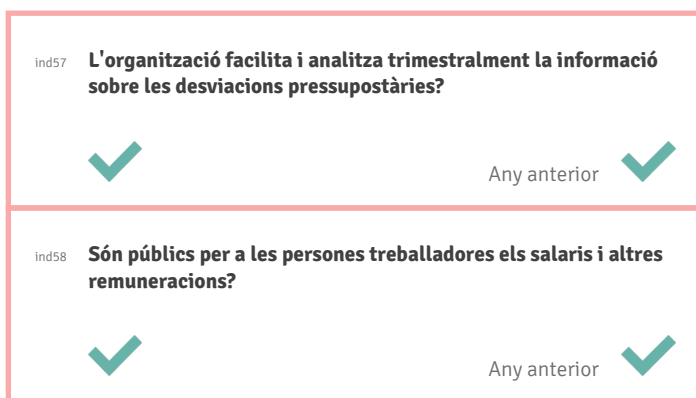 ind57 L'organització facilita i analitza trimestralment la informació
sobre les desviacions pressupostàries?
Any anterior
ind58 Són públics per a les persones treballadores els salaris i altres
remuneracions?
Any anterior